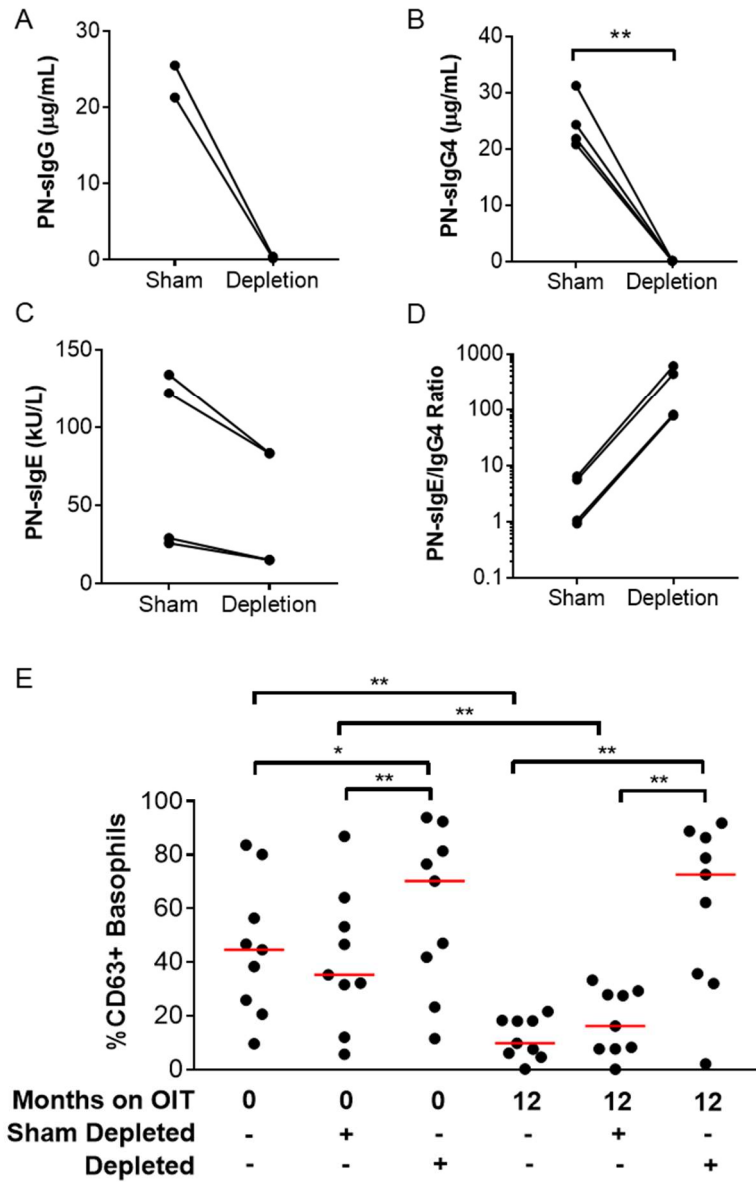 A
PN-sIgG (µg/mL)
30
20
10
0
Sham Depletion
B
PN-sIgG4 (µg/mL)
**
40
30
20
10
0
Sham Depletion
C
PN-sIgE (kU/L)
150
100
50
0
Sham Depletion
D
PN-sIgE/IgG4 Ratio
1000
100
10
1
0.1
Sham Depletion
E
**
**
* **
** **
%CD63+ Basophils
100
80
60
40
20
0
Months on OIT 0 0 0 12 12 12
Sham Depleted - + - - + -
Depleted - - + - - +